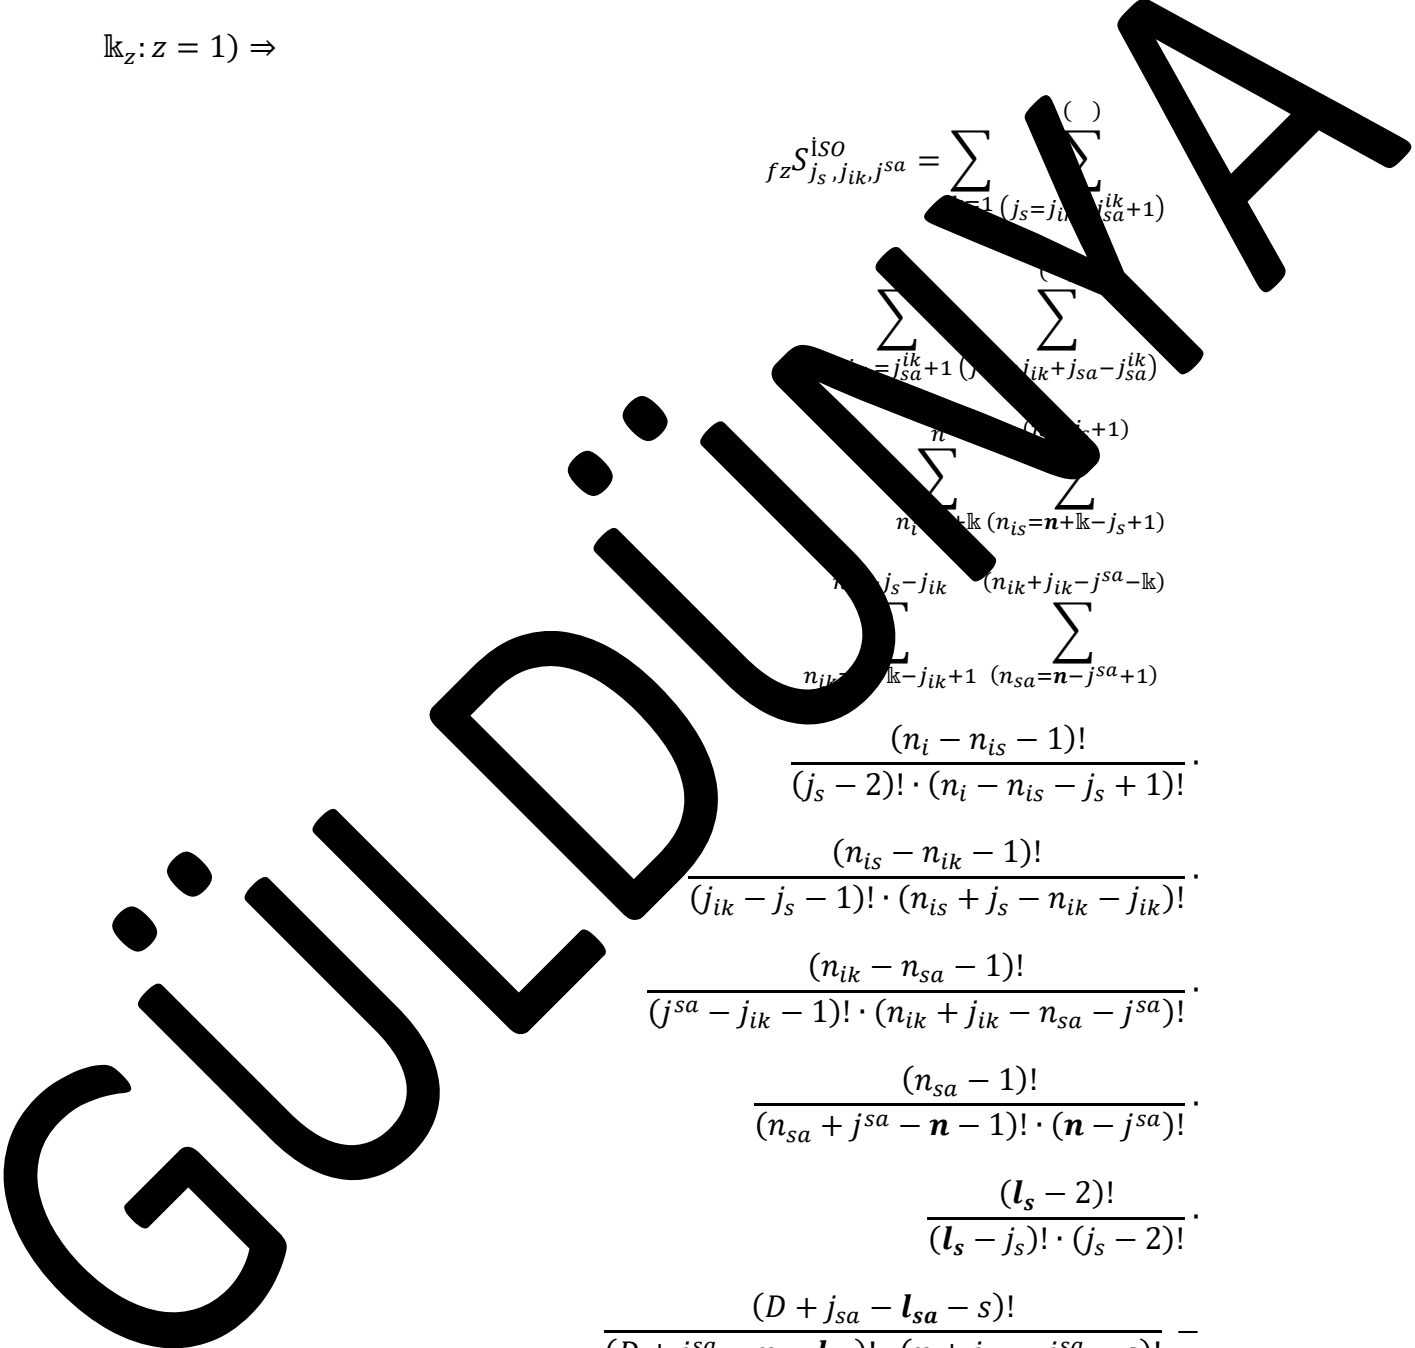 𝕜_z: z = 1) ⇒
_{fz}S^{İSO}_{j_s, j_{ik}, j^{sa}} = ∑ ∑^{( )}_{(j_s=j_{ik} j^{ik}_{sa}+1)}
∑_{=j^{ik}_{sa}+1} ∑_{j_{ik}+j_{sa}−j^{ik}_{sa})}
∑^{n}_{n_i +𝕜} ∑^{+1)}_{(n_{is}=𝒏+𝕜−j_s+1)}
∑^{j_s−j_{ik}}_{n_{ik} 𝕜−j_{ik}+1} ∑^{(n_{ik}+j_{ik}−j^{sa}−𝕜)}_{(n_{sa}=𝒏−j^{sa}+1)}
(n_i − n_{is} − 1)!
(j_s − 2)! · (n_i − n_{is} − j_s + 1)! ·
(n_{is} − n_{ik} − 1)!
(j_{ik} − j_s − 1)! · (n_{is} + j_s − n_{ik} − j_{ik})! ·
(n_{ik} − n_{sa} − 1)!
(j^{sa} − j_{ik} − 1)! · (n_{ik} + j_{ik} − n_{sa} − j^{sa})! ·
(n_{sa} − 1)!
(n_{sa} + j^{sa} − 𝒏 − 1)! · (𝒏 − j^{sa})! ·
(𝒍_𝒔 − 2)!
(𝒍_𝒔 − j_s)! · (j_s − 2)! ·
(D + j_{sa} − 𝒍_{𝒔𝒂} − s)! −
GÜLDÜNYA